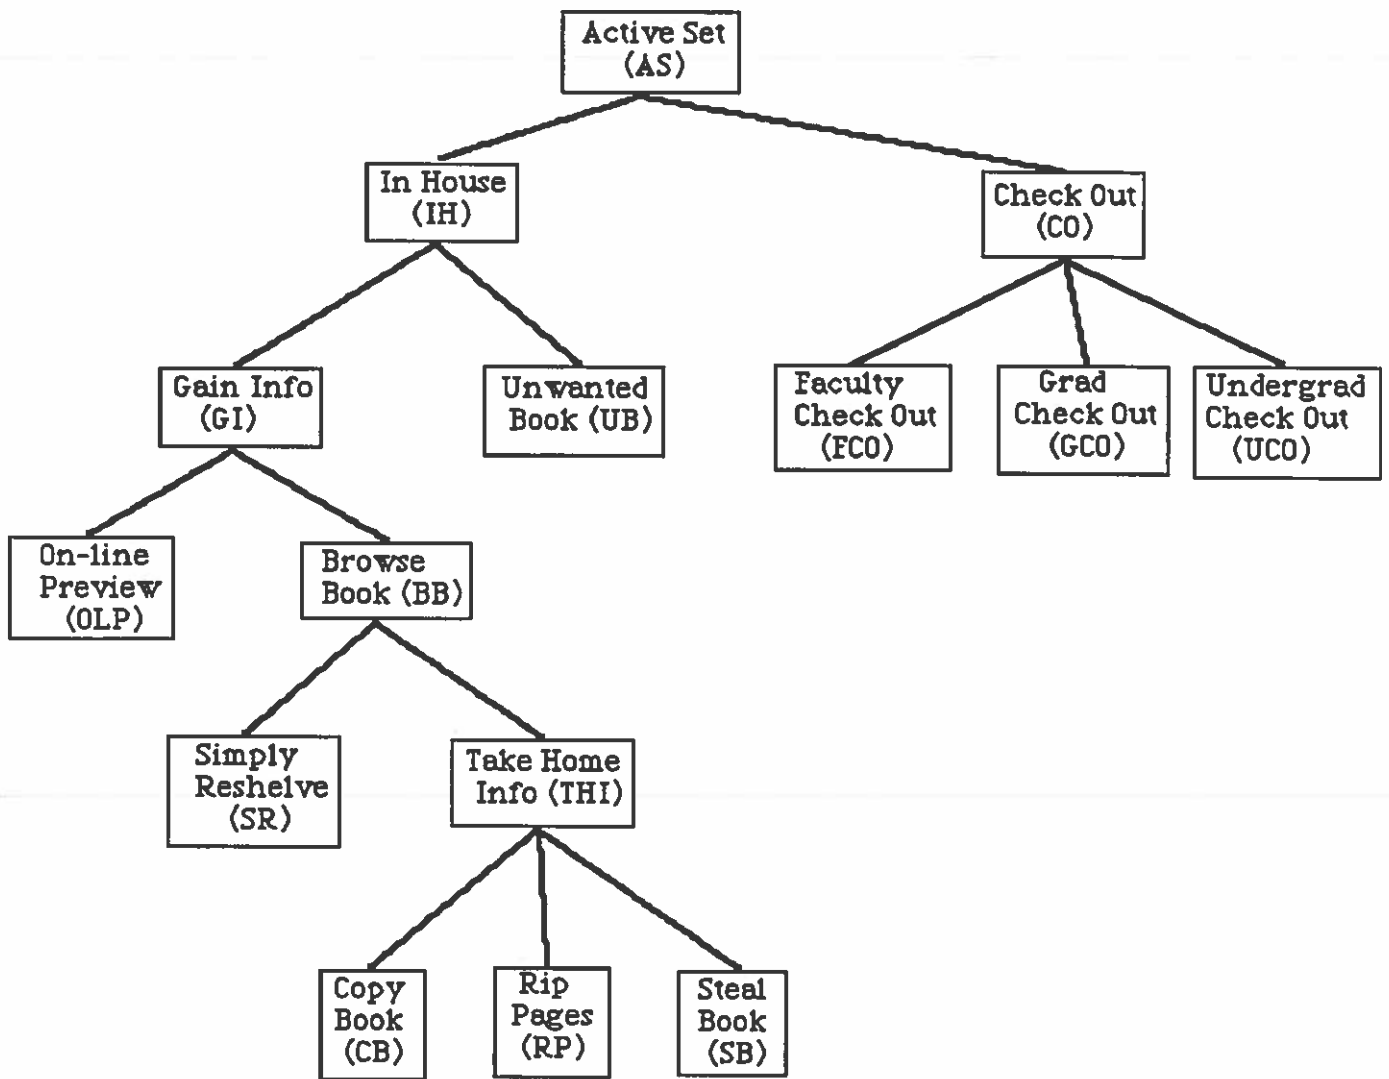 Active Set
(AS)
In House
(IH)
Check Out
(CO)
Gain Info
(GI)
Unwanted
Book (UB)
Faculty
Check Out
(FCO)
Grad
Check Out
(GCO)
Undergrad
Check Out
(UCO)
On-line
Preview
(OLP)
Browse
Book (BB)
Simply
Reshelve
(SR)
Take Home
Info (THI)
Copy
Book
(CB)
Rip
Pages
(RP)
Steal
Book
(SB)